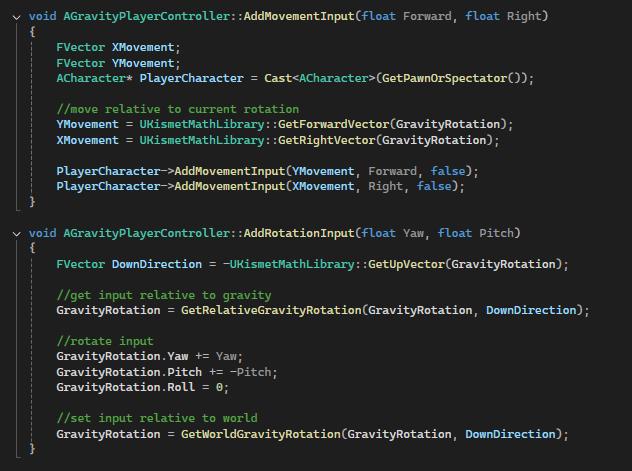 void AGravityPlayerController::AddMovementInput(float Forward, float Right)
{
FVector XMovement;
FVector YMovement;
ACharacter* PlayerCharacter = Cast<ACharacter>(GetPawnOrSpectator());
//move relative to current rotation
YMovement = UKismetMathLibrary::GetForwardVector(GravityRotation);
XMovement = UKismetMathLibrary::GetRightVector(GravityRotation);
PlayerCharacter->AddMovementInput(YMovement, Forward, false);
PlayerCharacter->AddMovementInput(XMovement, Right, false);
}
void AGravityPlayerController::AddRotationInput(float Yaw, float Pitch)
{
FVector DownDirection = -UKismetMathLibrary::GetUpVector(GravityRotation);
//get input relative to gravity
GravityRotation = GetRelativeGravityRotation(GravityRotation, DownDirection);
//rotate input
GravityRotation.Yaw += Yaw;
GravityRotation.Pitch += -Pitch;
GravityRotation.Roll = 0;
//set input relative to world
GravityRotation = GetWorldGravityRotation(GravityRotation, DownDirection);
}